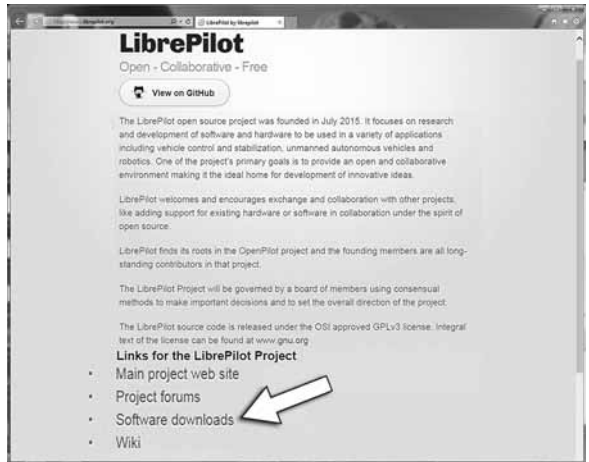 LibrePilot by librepilot
LibrePilot
Open - Collaborative - Free
View on GitHub
The LibrePilot open source project was founded in July 2015. It focuses on research
and development of software and hardware to be used in a variety of applications
including vehicle control and stabilization, unmanned autonomous vehicles and
robotics. One of the project's primary goals is to provide an open and collaborative
environment making it the ideal home for development of innovative ideas.
LibrePilot welcomes and encourages exchange and collaboration with other projects,
like adding support for existing hardware or software in collaboration under the spirit of
open source.
LibrePilot finds its roots in the OpenPilot project and the founding members are all long-
standing contributors in that project.
The LibrePilot Project will be governed by a board of members using consensual
methods to make important decisions and to set the overall direction of the project.
The LibrePilot source code is released under the OSI approved GPLv3 license. Integral
text of the license can be found at www.gnu.org
Links for the LibrePilot Project
• Main project web site
• Project forums
• Software downloads
• Wiki